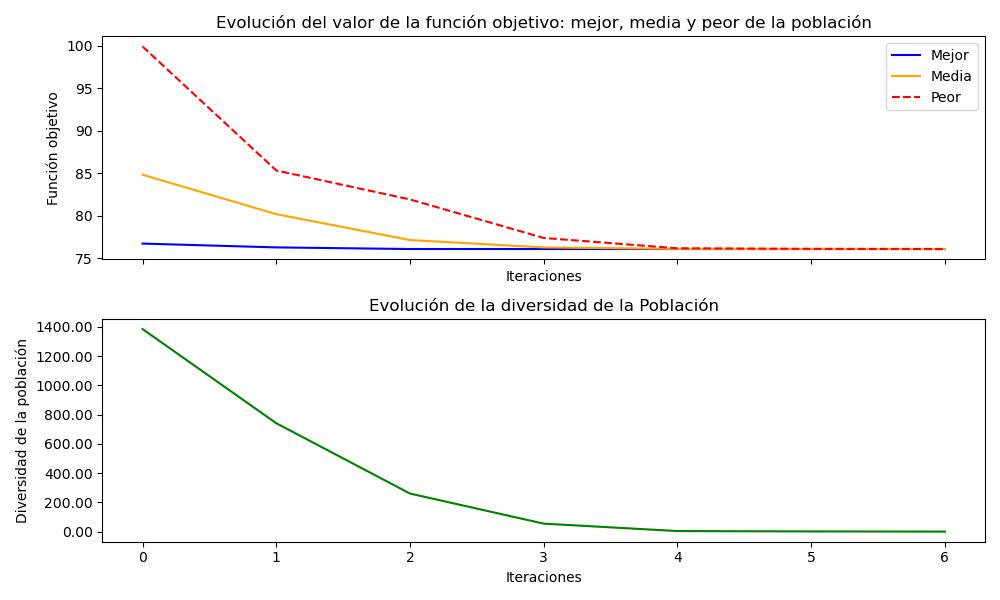 Evolución del valor de la función objetivo: mejor, media y peor de la población
100
95
90
85
80
75
Función objetivo
Mejor
Media
Peor
Iteraciones
Evolución de la diversidad de la Población
1400.00
1200.00
1000.00
800.00
600.00
400.00
200.00
0.00
Diversidad de la población
0 1 2 3 4 5 6
Iteraciones